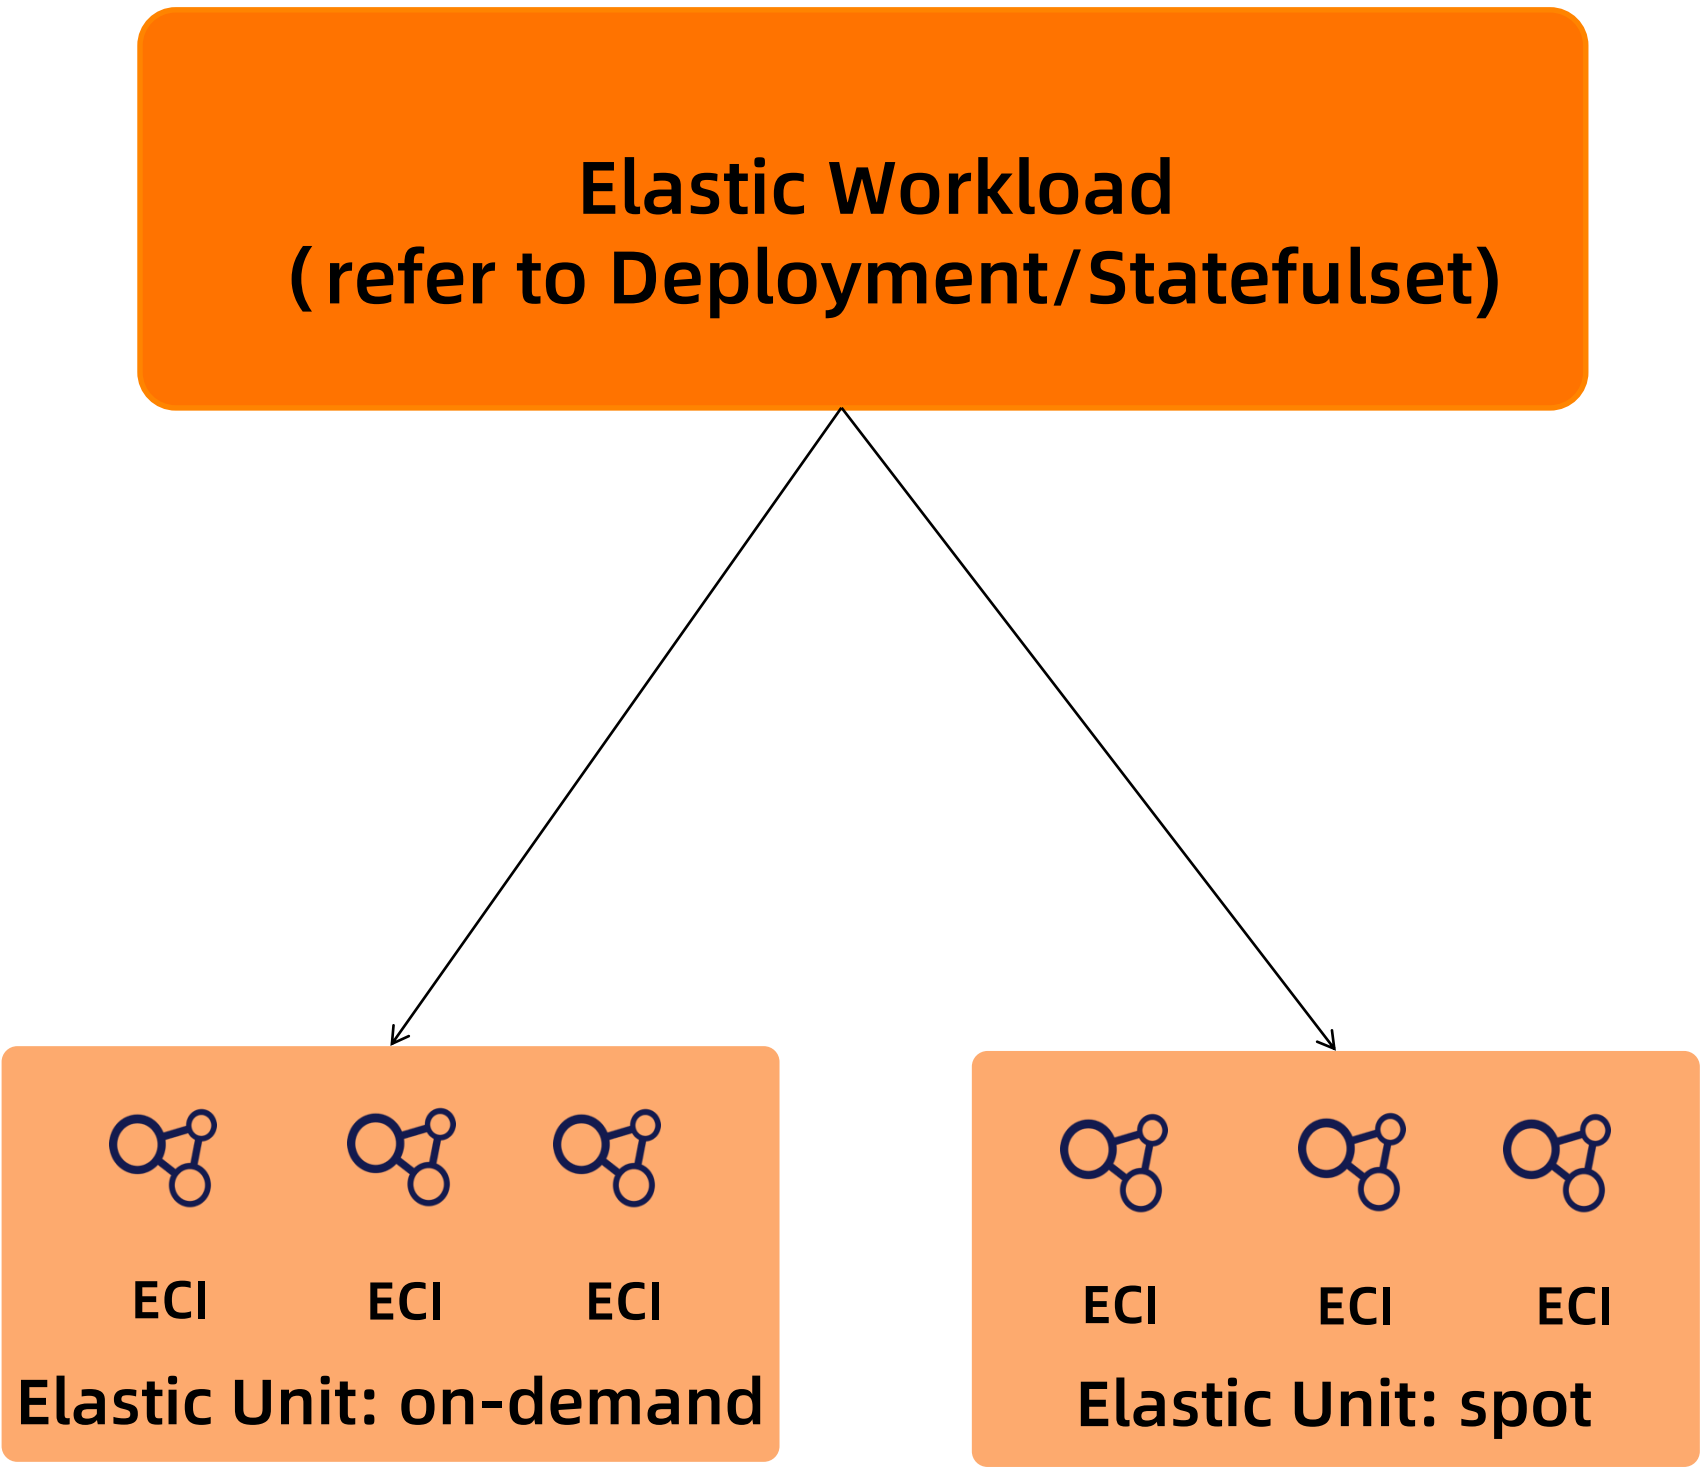 Elastic Workload
(refer to Deployment/Statefulset)
ECI ECI ECI
Elastic Unit: on-demand
ECI ECI ECI
Elastic Unit: spot